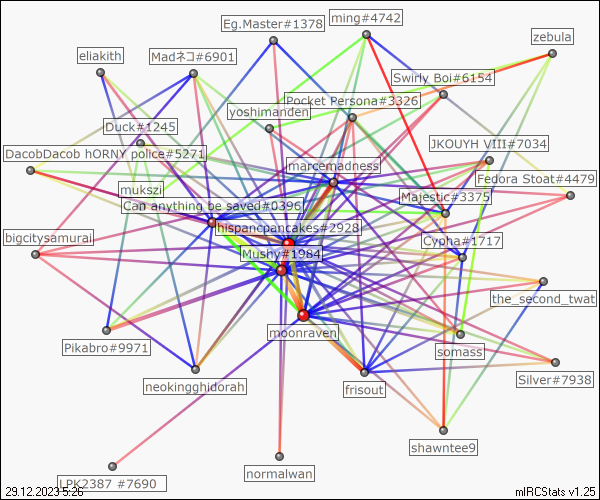 ming#4742
Eg.Master#1378
zebula
eliakith
Madネコ#6901
Swirly Boi#6154
Pocket Persona#3326
yoshimanden
Duck#1245
JKOUYH VIII#7034
DacobDacob hORNY police#5271
marcemadness
Fedora Stoat#4479
mukszi
Majestic#3375
Can anything be saved#0396
hispancpancakes#2928
bigcitysamurai
Cypha#1717
Mushy#1984
the_second_twat
moonraven
Pikabro#9971
somass
Silver#7938
neokingghidorah
frisout
shawntee9
normalwan
LPK2387 #7690
29.12.2023 5:26
mIRCStats v1.25